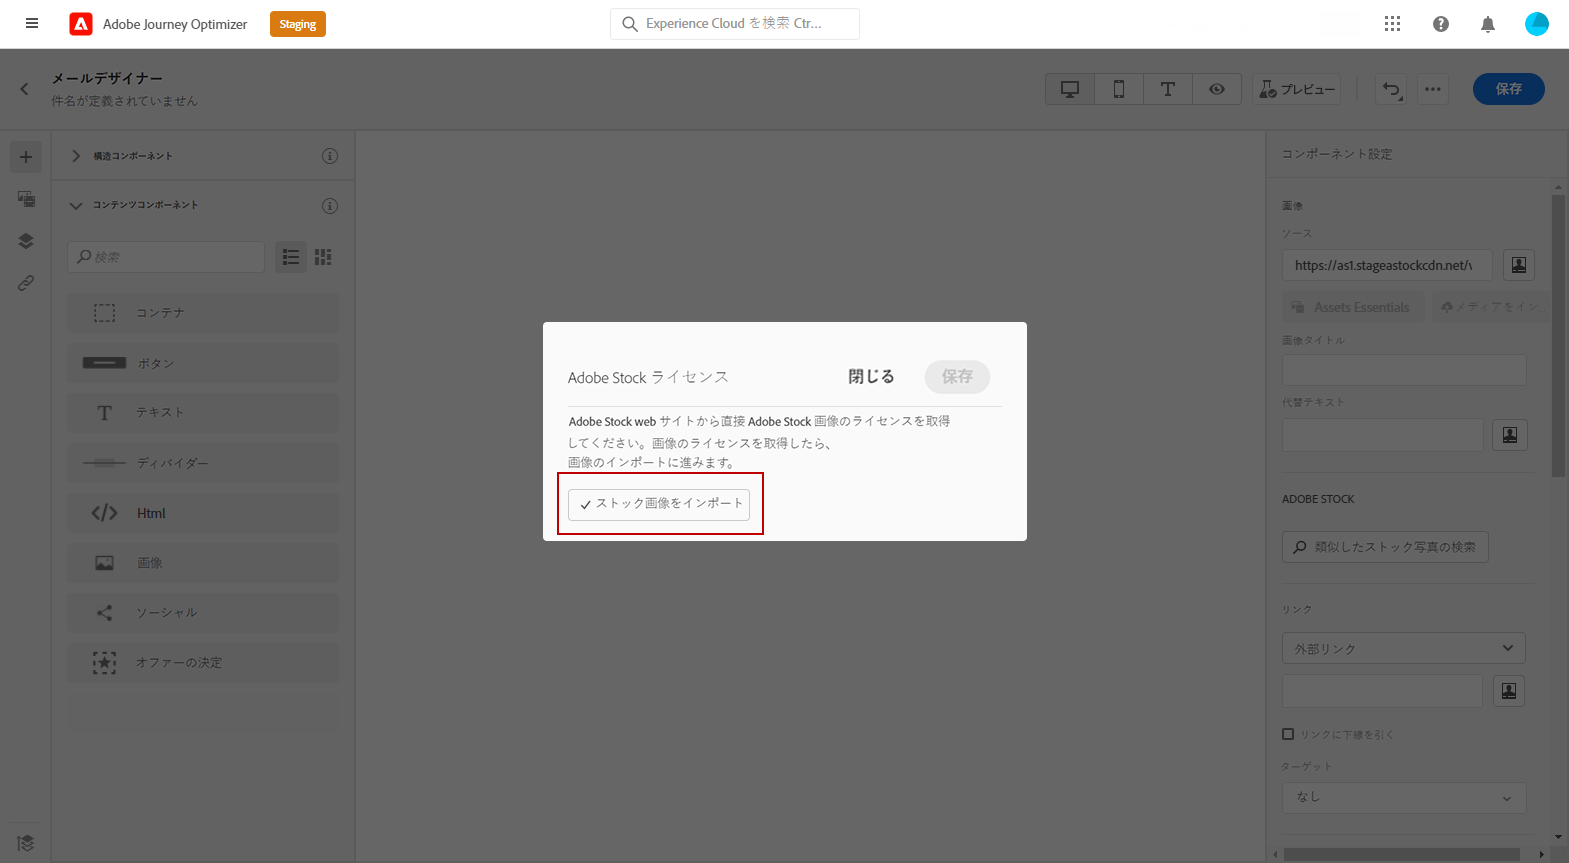 Adobe Journey Optimizer
Staging
Experience Cloud を検索 Ctr...
メールデザイナー
件名が定義されていません
プレビュー
保存
構造コンポーネント
コンテンツコンポーネント
検索
コンテナ
ボタン
テキスト
ディバイダー
Html
画像
ソーシャル
オファーの決定
Adobe Stock ライセンス
閉じる
保存
Adobe Stock web サイトから直接 Adobe Stock 画像のライセンスを取得
してください。画像のライセンスを取得したら、
画像のインポートに進みます。
ストック画像をインポート
コンポーネント設定
画像
ソース
https://as1.stageastockcdn.net/v
Assets Essentials
メディアをイン...
画像タイトル
代替テキスト
ADOBE STOCK
類似したストック写真の検索
リンク
外部リンク
リンクに下線を引く
ターゲット
なし